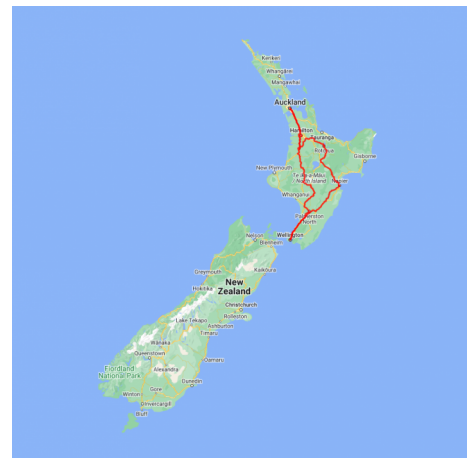 Kerikeri
Whangārei
Mangawhai
Auckland
Hamilton
Tauranga
Rotorua
Gisborne
New Plymouth
Te Ika-a-Māui
North Island
Napier
Whanganui
Palmerston
North
Nelson
Wellington
Blenheim
Greymouth
Kaikōura
Hokitika
New
Zealand
Christchurch
Lake Tekapo
Rolleston
Ashburton
Timaru
Wānaka
Queenstown
Oamaru
Fiordland
National Park
Alexandra
Dunedin
Gore
Winton
Invercargill
Bluff